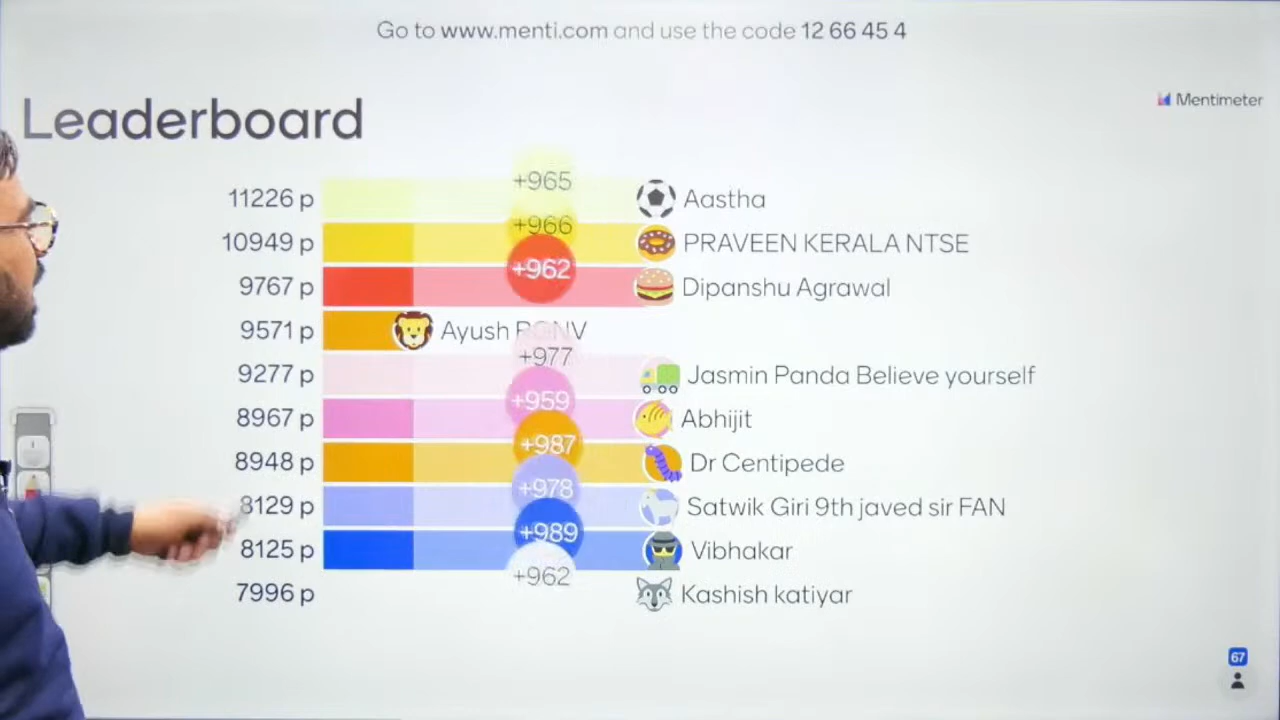 Go to www.menti.com and use the code 12 66 45 4
Mentimeter
Leaderboard
11226 p +965 Aastha
10949 p +966 PRAVEEN KERALA NTSE
9767 p +962 Dipanshu Agrawal
9571 p Ayush RGNV
9277 p +977 Jasmin Panda Believe yourself
8967 p +959 Abhijit
8948 p +987 Dr Centipede
8129 p +978 Satwik Giri 9th javed sir FAN
8125 p +989 Vibhakar
7996 p +962 Kashish katiyar
67